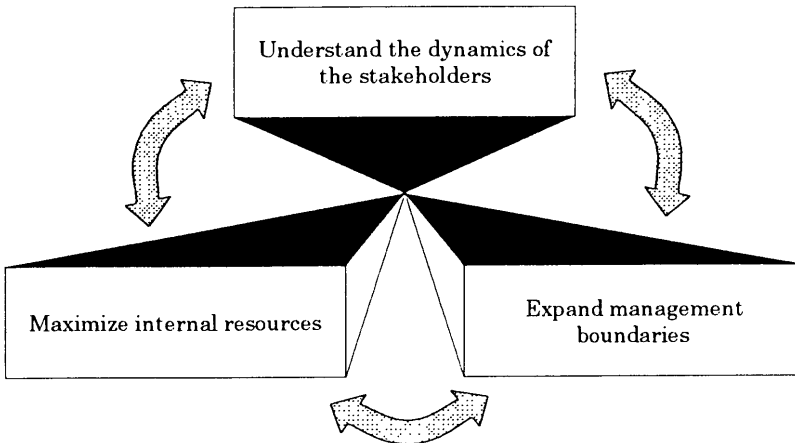 Understand the dynamics of
the stakeholders
Maximize internal resources
Expand management
boundaries